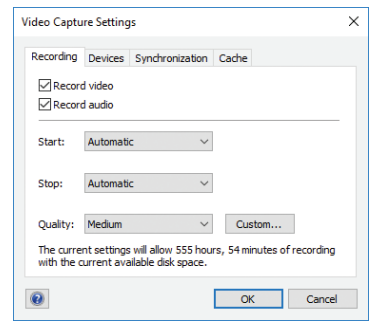 Video Capture Settings
Recording Devices Synchronization Cache
Record video
Record audio
Start: Automatic
Stop: Automatic
Quality: Medium Custom...
The current settings will allow 555 hours, 54 minutes of recording
with the current available disk space.
? OK Cancel